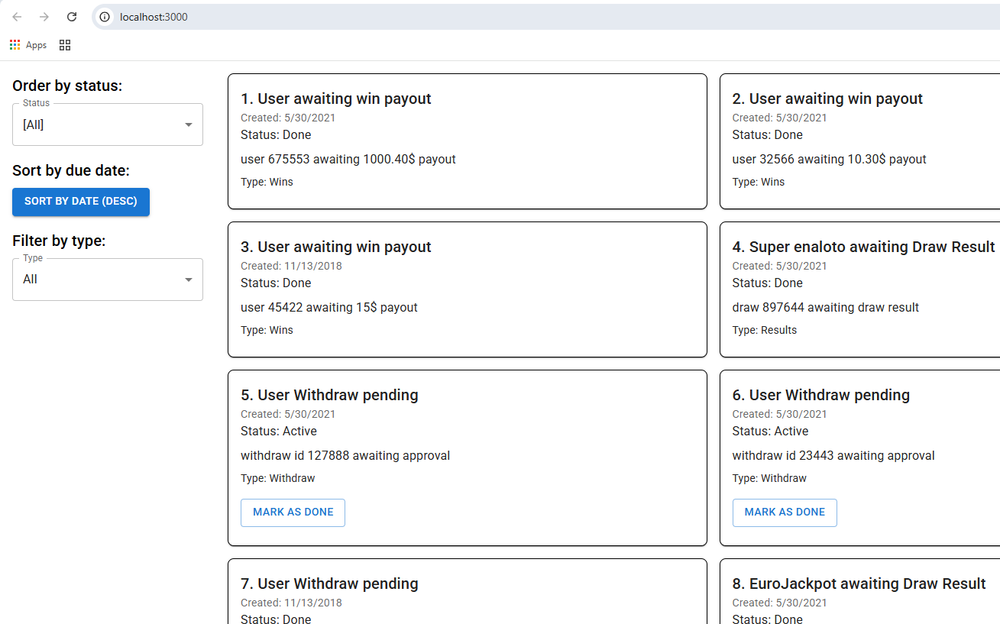 localhost:3000
Apps
Order by status:
Status
[All]
Sort by due date:
SORT BY DATE (DESC)
Filter by type:
Type
All
1. User awaiting win payout
Created: 5/30/2021
Status: Done
user 675553 awaiting 1000.40$ payout
Type: Wins
2. User awaiting win payout
Created: 5/30/2021
Status: Done
user 32566 awaiting 10.30$ payout
Type: Wins
3. User awaiting win payout
Created: 11/13/2018
Status: Done
user 45422 awaiting 15$ payout
Type: Wins
4. Super enaloto awaiting Draw Result
Created: 5/30/2021
Status: Done
draw 897644 awaiting draw result
Type: Results
5. User Withdraw pending
Created: 5/30/2021
Status: Active
withdraw id 127888 awaiting approval
Type: Withdraw
MARK AS DONE
6. User Withdraw pending
Created: 5/30/2021
Status: Active
withdraw id 23443 awaiting approval
Type: Withdraw
MARK AS DONE
7. User Withdraw pending
Created: 11/13/2018
Status: Done
8. EuroJackpot awaiting Draw Result
Created: 5/30/2021
Status: Done